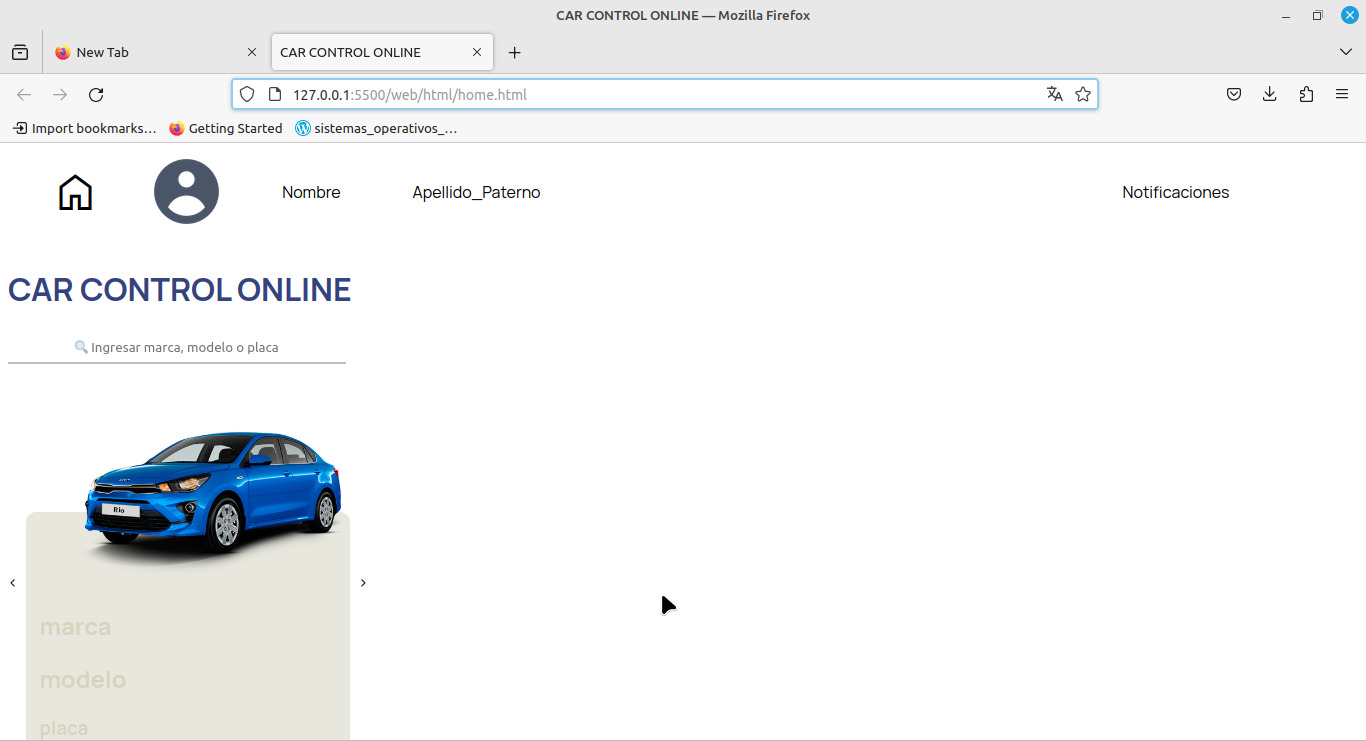 CAR CONTROL ONLINE — Mozilla Firefox
New Tab
CAR CONTROL ONLINE
127.0.0.1:5500/web/html/home.html
Import bookmarks...
Getting Started
sistemas_operativos_...
Nombre
Apellido_Paterno
Notificaciones
CAR CONTROL ONLINE
Ingresar marca, modelo o placa
Rio
marca
modelo
placa